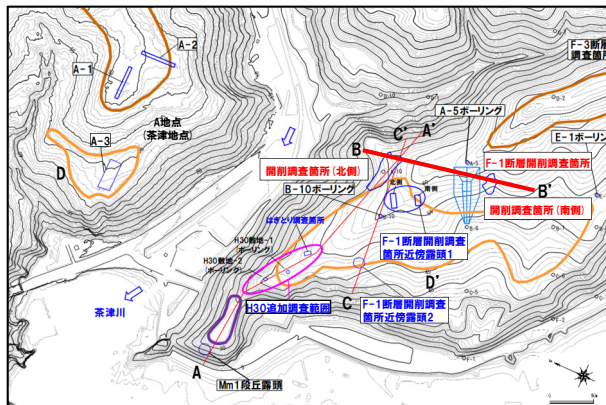 A-2
A-1
A地点
(茶津地点)
A-3
D
F-3断層
調査箇所
A-5ボーリング
E-1ボーリン
C'
A'
B
開削調査箇所(北側)
F-1断層開削調査箇所
B-10ボーリング
北側
南側
B'
開削調査箇所(南側)
はぎとり調査箇所
H30敷地-1
(ボーリング)
H30敷地-2
(ボーリング)
F-1断層開削調査
箇所近傍露頭1
D'
茶津川
H30追加調査範囲
C
F-1断層開削調査
箇所近傍露頭2
A
Mm1段丘露頭